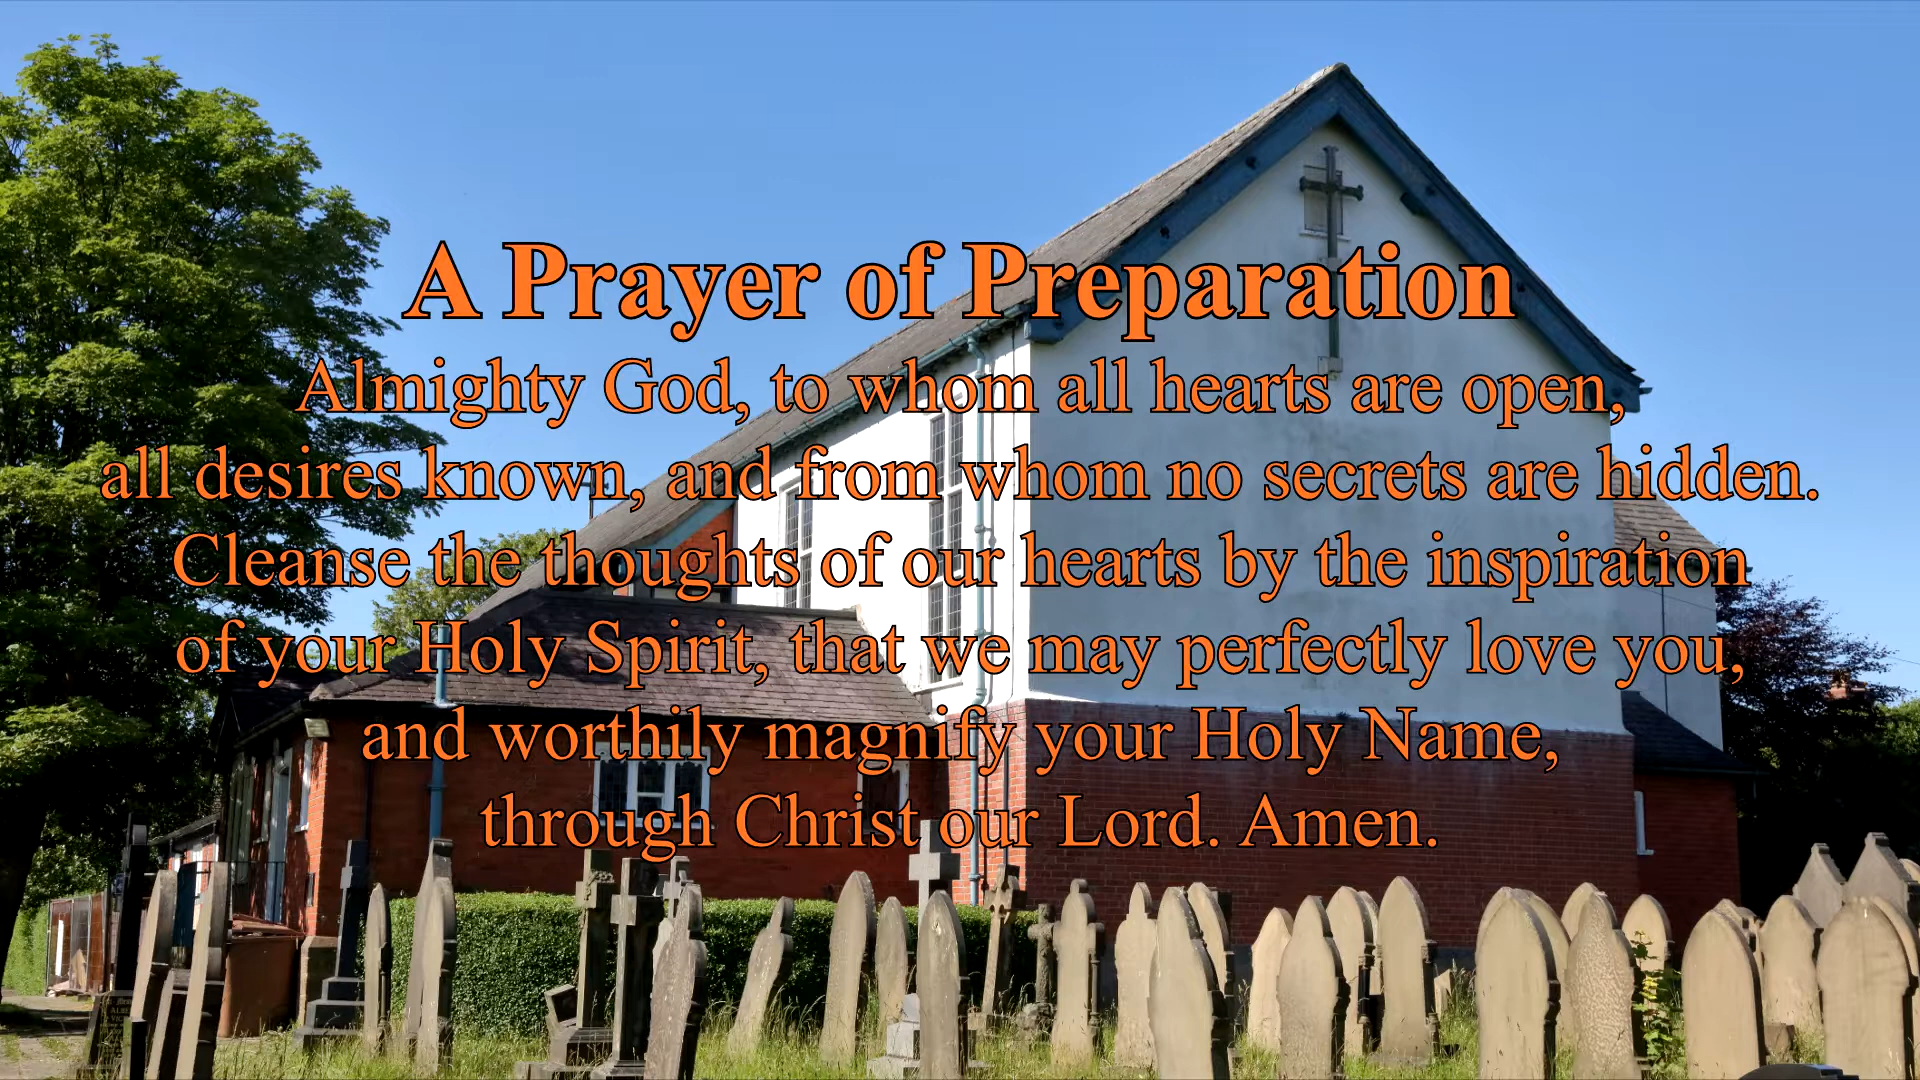 A Prayer of Preparation
Almighty God, to whom all hearts are open,
all desires known, and from whom no secrets are hidden.
Cleanse the thoughts of our hearts by the inspiration
of your Holy Spirit, that we may perfectly love you,
and worthily magnify your Holy Name,
through Christ our Lord. Amen.